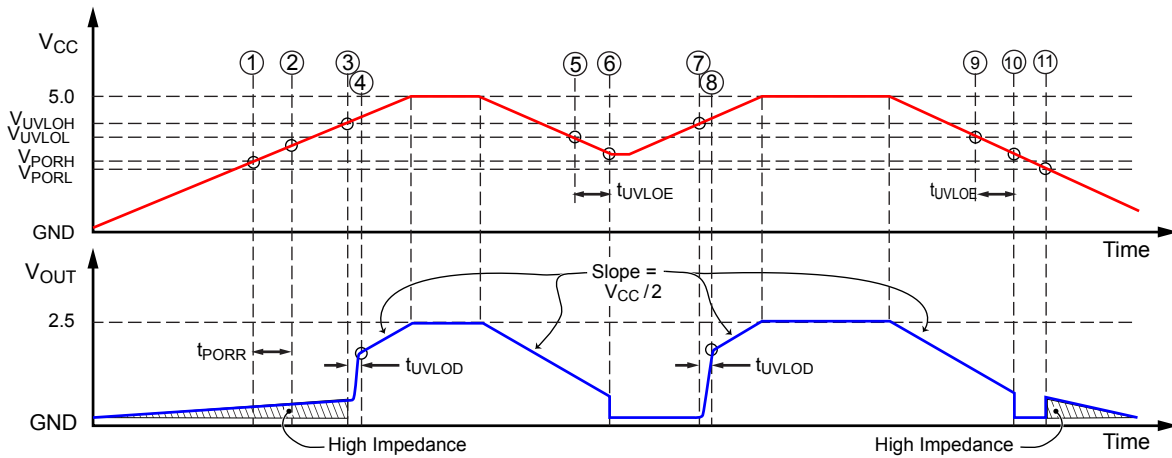 VCC
1 2 3 4 5 6 7 8 9 10 11
5.0
VUVLOH
VUVLOL
VPORH
VPORL
tUVLOE
tUVLOE
GND
Time
VOUT
Slope =
VCC /2
2.5
tPORR
tUVLOD
tUVLOD
GND
High Impedance
High Impedance
Time